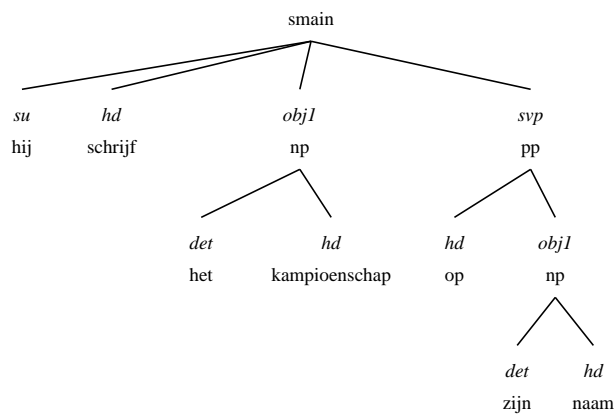 smain
su hd obj1 svp
hij schrijf np pp
det hd hd obj1
het kampioenschap op np
det hd
zijn naam